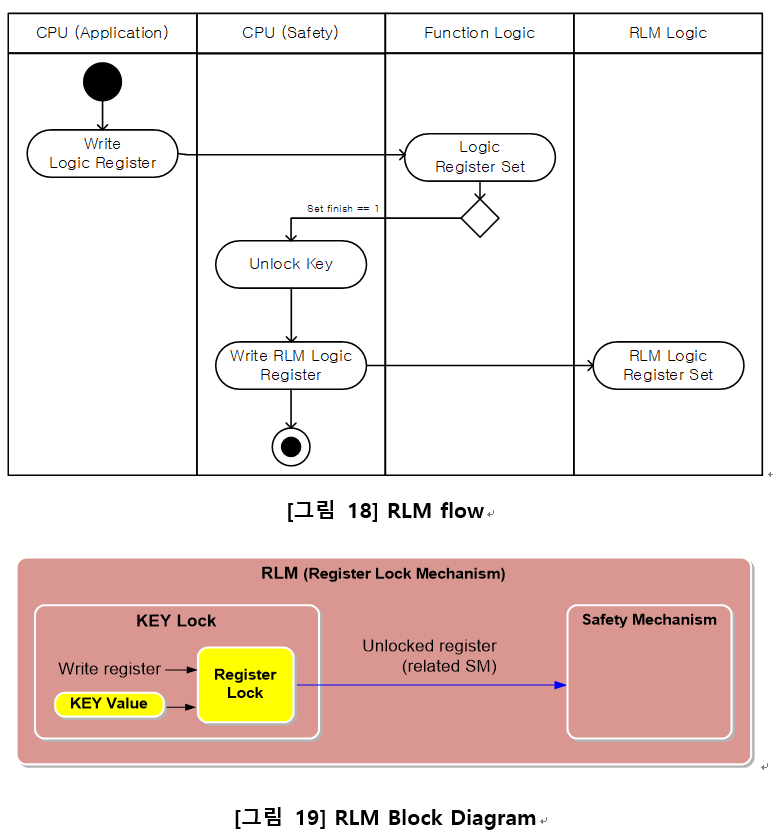 CPU (Application)
CPU (Safety)
Function Logic
RLM Logic
Write
Logic Register
Logic
Register Set
Set finish == 1
Unlock Key
Write RLM Logic
Register
RLM Logic
Register Set
[그림 18] RLM flow
RLM (Register Lock Mechanism)
KEY Lock
Write register
KEY Value
Register
Lock
Unlocked register
(related SM)
Safety Mechanism
[그림 19] RLM Block Diagram